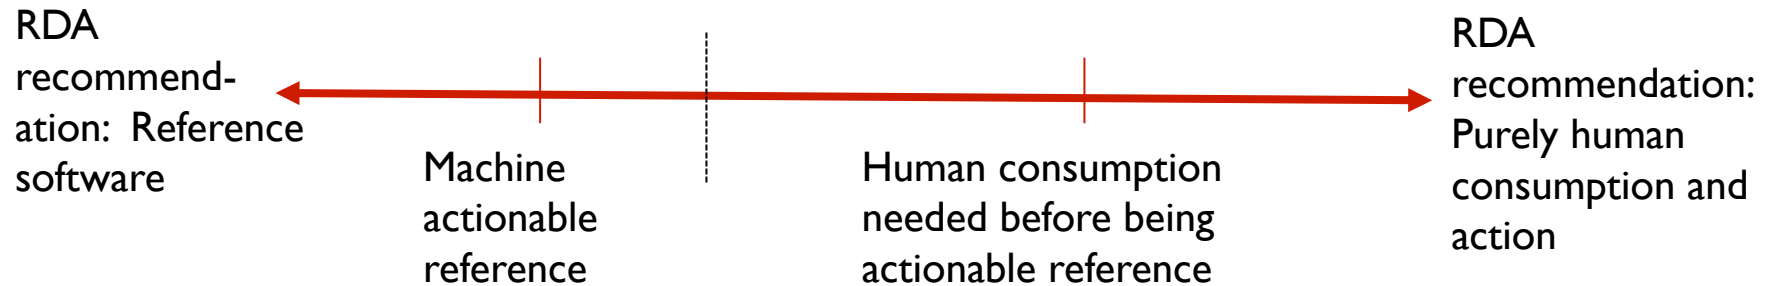 RDA
recommend-
ation: Reference
software
Machine
actionable
reference
Human consumption
needed before being
actionable reference
RDA
recommendation:
Purely human
consumption and
action